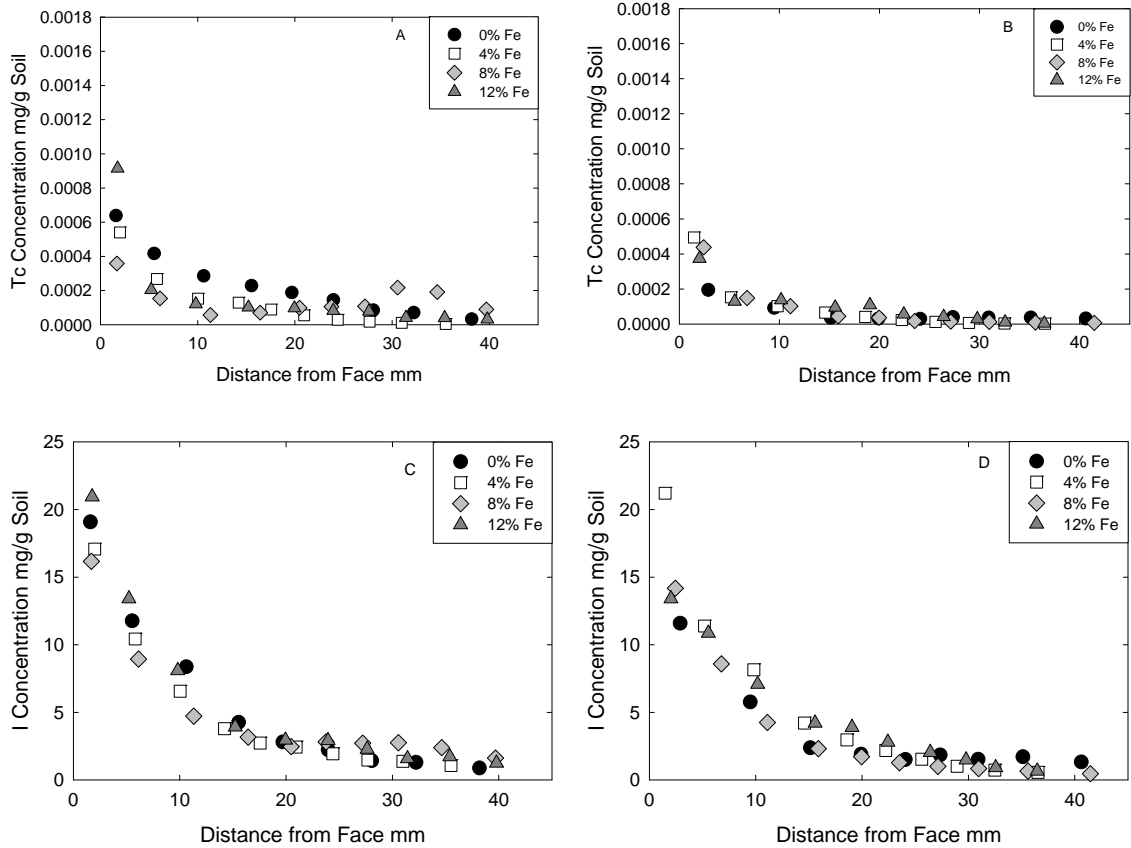 A
0% Fe
4% Fe
8% Fe
12% Fe
Tc Concentration mg/g Soil
0.0018
0.0016
0.0014
0.0012
0.0010
0.0008
0.0006
0.0004
0.0002
0.0000
0 10 20 30 40
Distance from Face mm
B
0% Fe
4% Fe
8% Fe
12% Fe
Tc Concentration mg/g Soil
0.0018
0.0016
0.0014
0.0012
0.0010
0.0008
0.0006
0.0004
0.0002
0.0000
0 10 20 30 40
Distance from Face mm
C
0% Fe
4% Fe
8% Fe
12% Fe
I Concentration mg/g Soil
25
20
15
10
5
0
0 10 20 30 40
Distance from Face mm
D
0% Fe
4% Fe
8% Fe
12% Fe
I Concentration mg/g Soil
25
20
15
10
5
0
0 10 20 30 40
Distance from Face mm